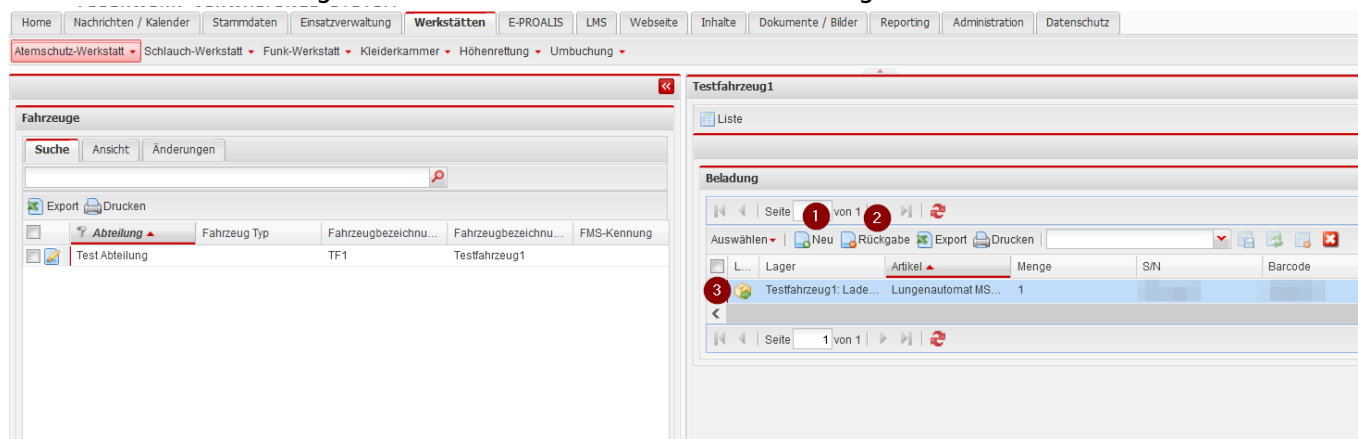 Home Nachrichten / Kalender Stammdaten Einsatzverwaltung Werkstätten E-PROALIS LMS Webseite Inhalte Dokumente / Bilder Reporting Administration Datenschutz
Atemschutz-Werkstatt Schlauch-Werkstatt Funk-Werkstatt Kleiderkammer Höhenrettung Umbuchung
Testfahrzeug1
Fahrzeuge
Liste
Suche Ansicht Änderungen
Beladung
Seite von 1
1 2
Export Drucken
Auswählen Neu Rückgabe Export Drucken
Abteilung Fahrzeug Typ Fahrzeugbezeichnu... Fahrzeugbezeichnu... FMS-Kennung
L... Lager Artikel Menge S/N Barcode
Test Abteilung TF1 Testfahrzeug1
3 Testfahrzeug1: Lade... Lungenautomat MS... 1
Seite 1 von 1